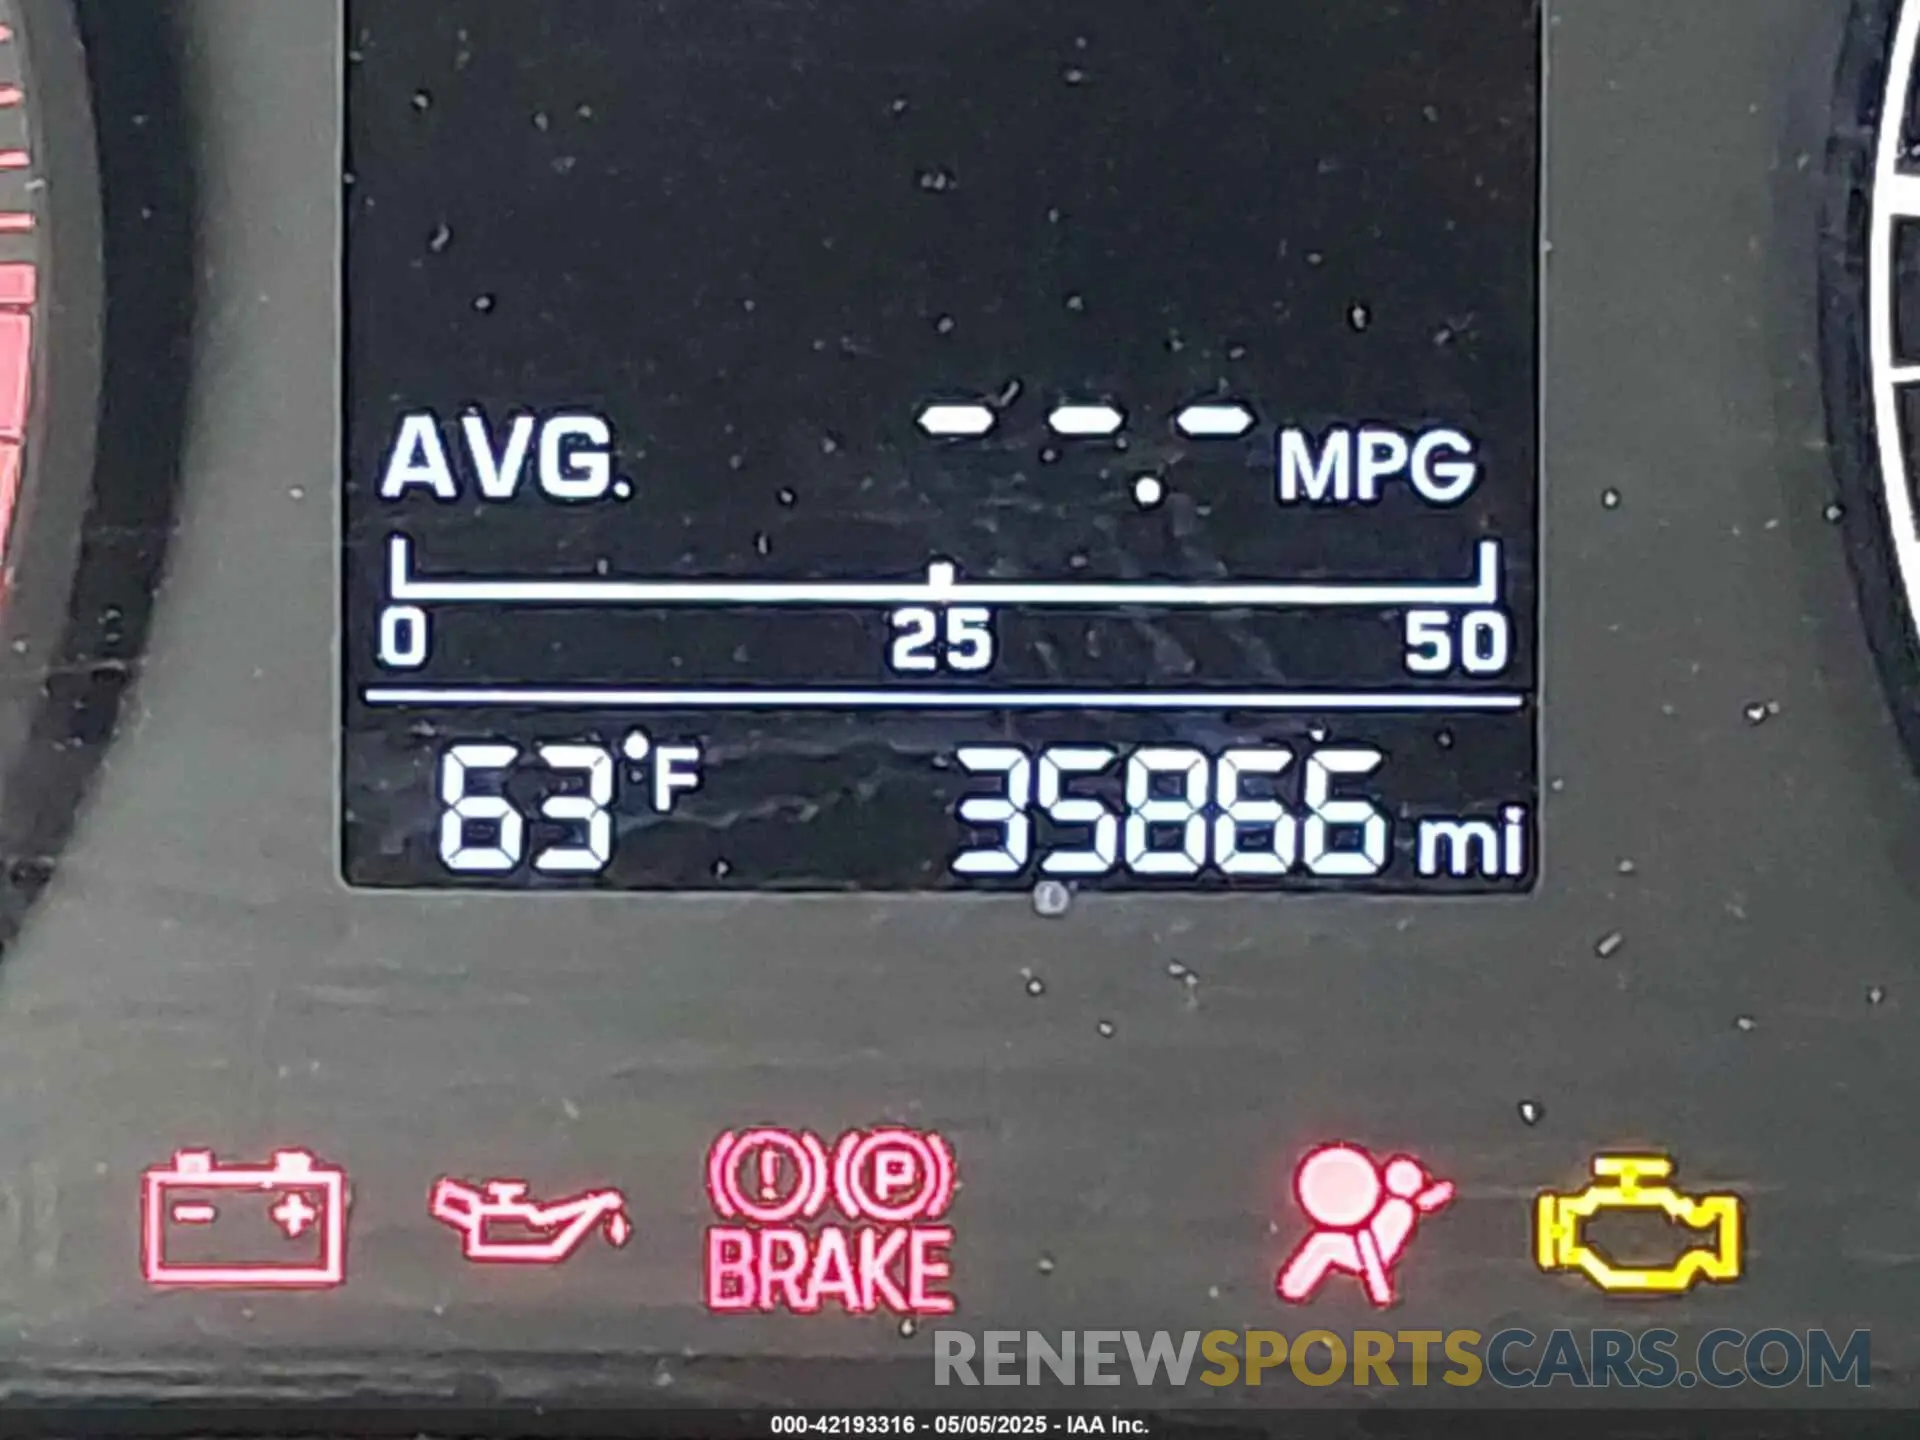 AVG. --.- MPG
0 25 50
63°F 35866 mi
! P
BRAKE
RENEWSPORTSCARS.COM
000-42193316 - 05/05/2025 - IAA Inc.